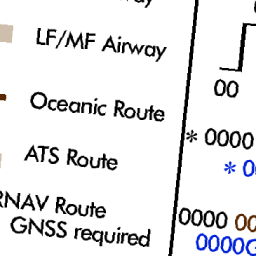 LF/MF Airway
Oceanic Route
ATS Route
RNAV Route
GNSS required
00
* 0000
* 0
0000 00
0000G